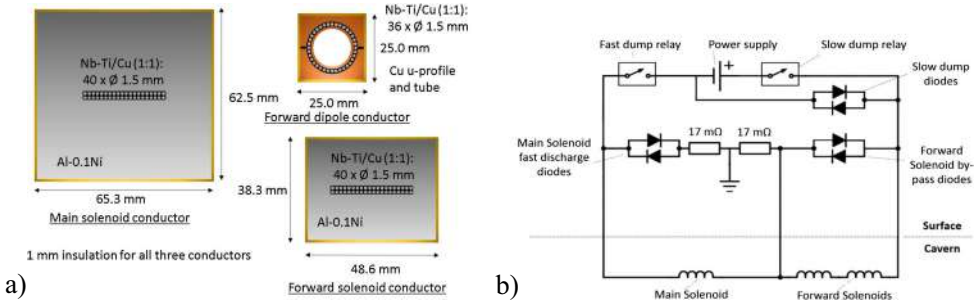 Nb-Ti/Cu (1:1):
40 x Ø 1.5 mm
Al-0.1Ni
62.5 mm
65.3 mm
Main solenoid conductor
1 mm insulation for all three conductors
a)
Nb-Ti/Cu (1:1):
36 x Ø 1.5 mm
25.0 mm
Cu u-profile
and tube
25.0 mm
Forward dipole conductor
Nb-Ti/Cu (1:1):
40 x Ø 1.5 mm
38.3 mm
Al-0.1Ni
48.6 mm
Forward solenoid conductor
b)
Fast dump relay
Power supply
+
Slow dump relay
Slow dump
diodes
Main Solenoid
fast discharge
diodes
17 mΩ
17 mΩ
Forward
Solenoid by-
pass diodes
Surface
Cavern
Main Solenoid
Forward Solenoids